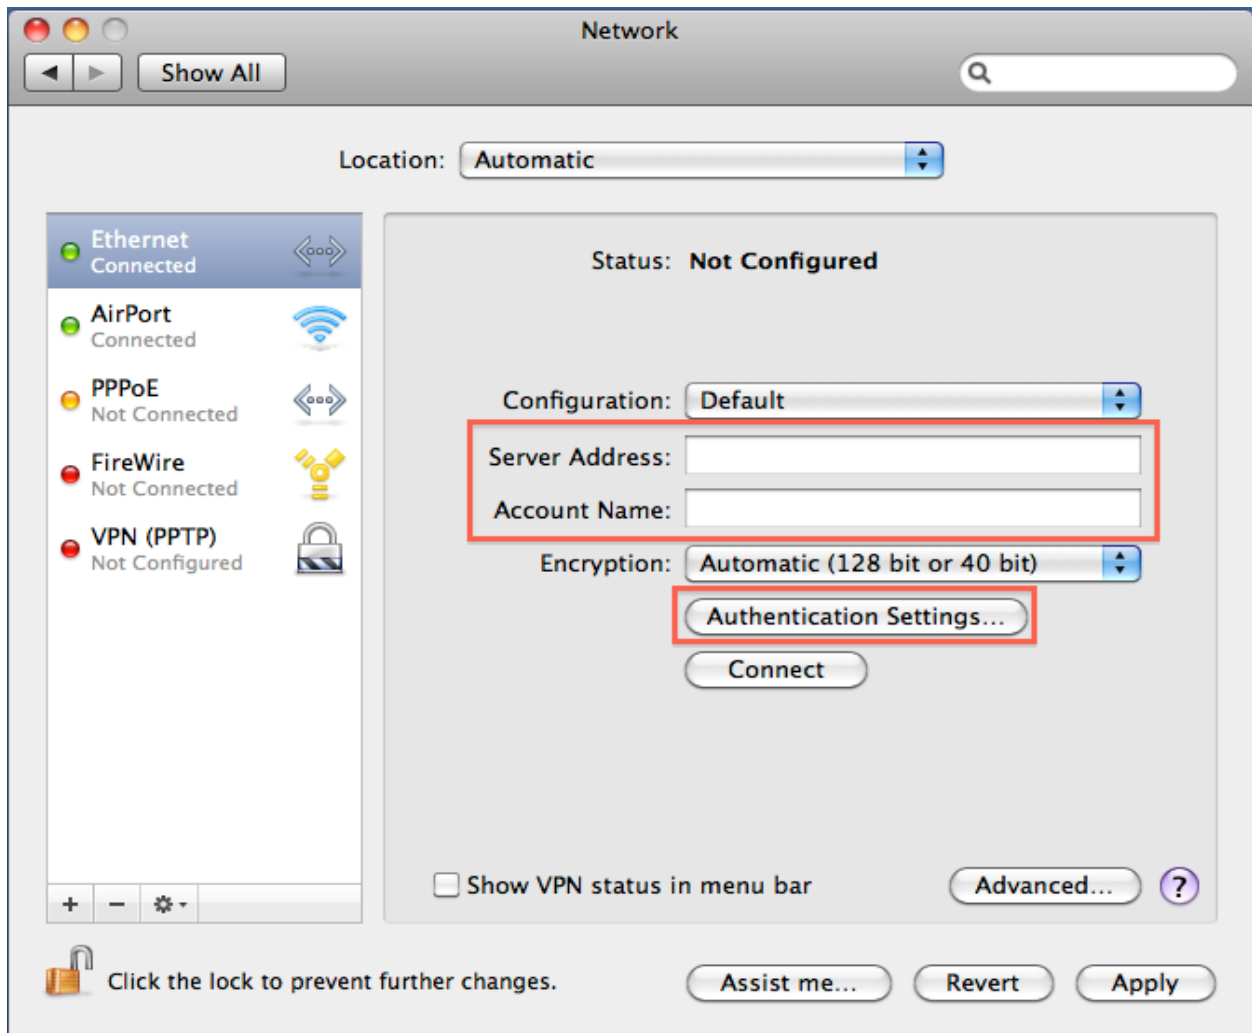 Network
Show All
Location: Automatic
Ethernet
Connected
AirPort
Connected
PPPoE
Not Connected
FireWire
Not Connected
VPN (PPTP)
Not Configured
Status: Not Configured
Configuration: Default
Server Address:
Account Name:
Encryption: Automatic (128 bit or 40 bit)
Authentication Settings...
Connect
Show VPN status in menu bar
Advanced...
?
Click the lock to prevent further changes.
Assist me...
Revert
Apply